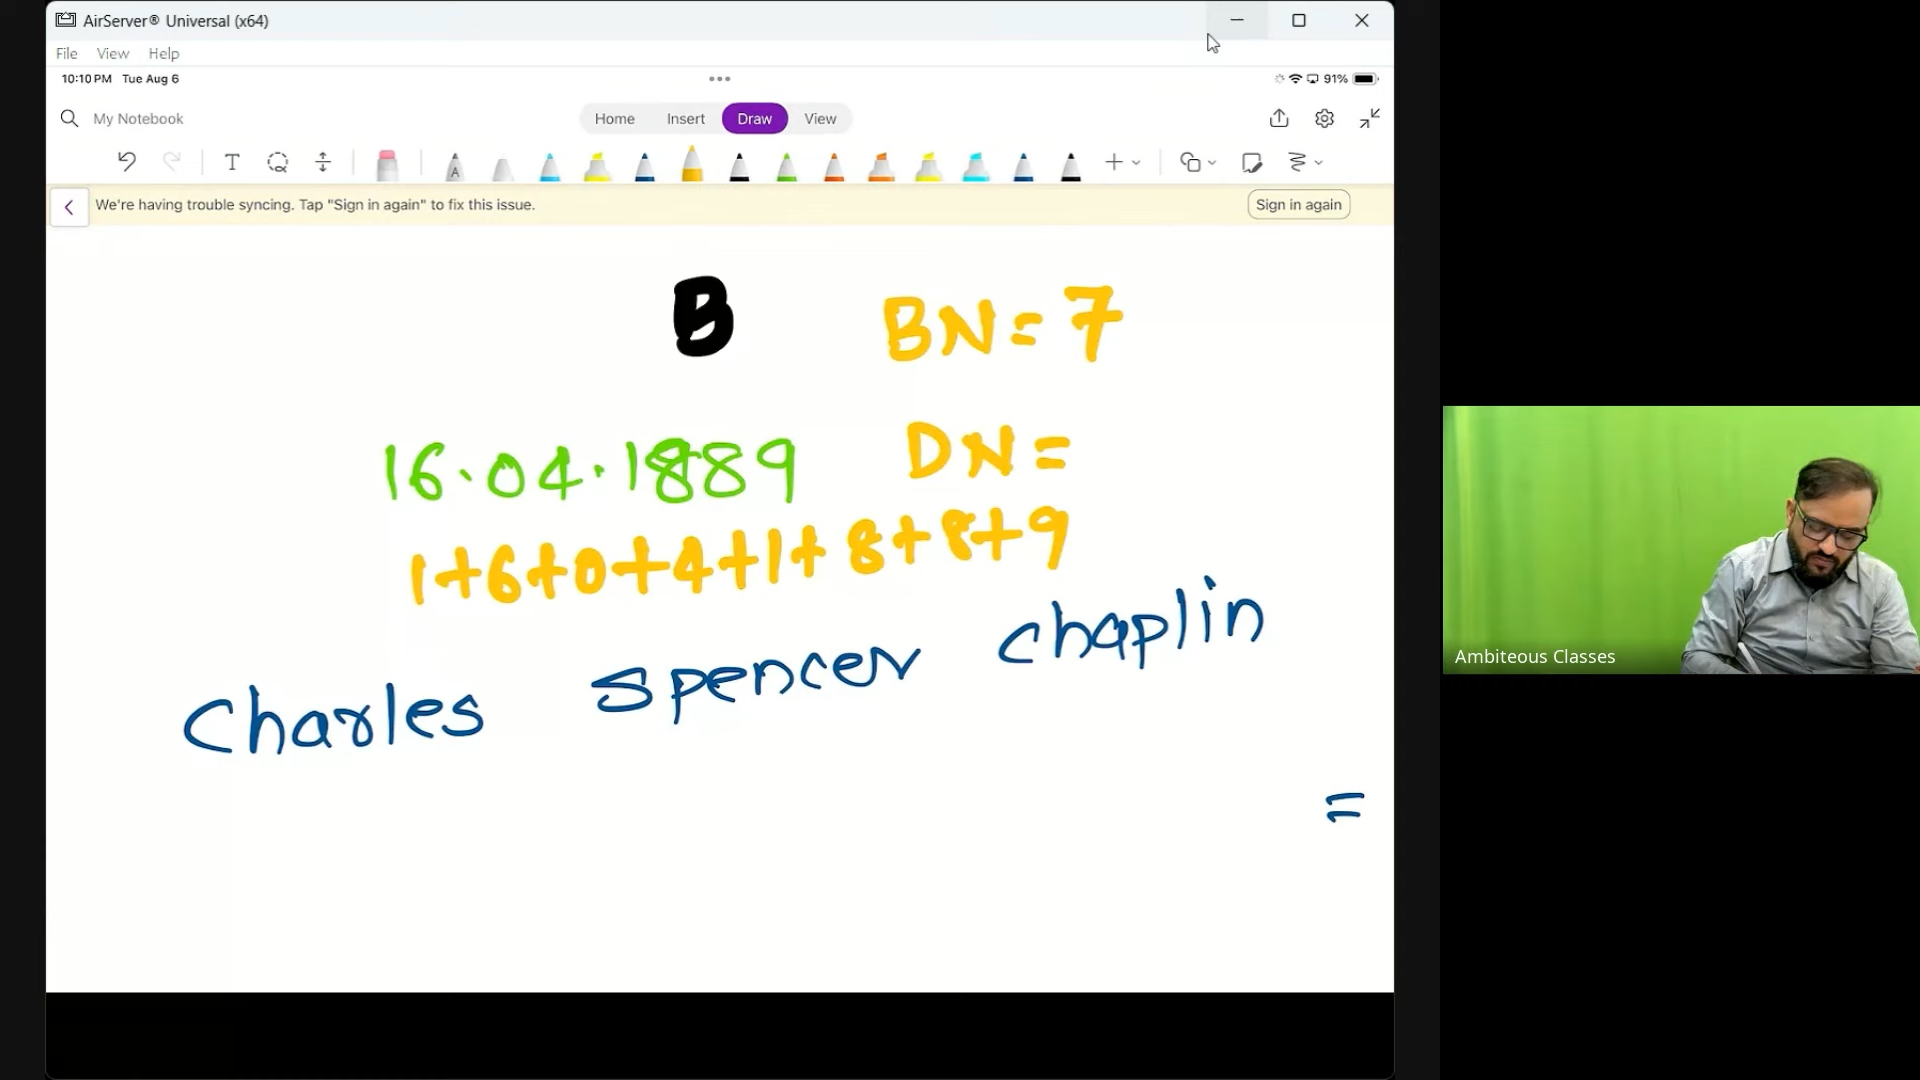 AirServer® Universal (x64)
File View Help
10:10 PM Tue Aug 6
91%
My Notebook
Home Insert Draw View
T A
We're having trouble syncing. Tap "Sign in again" to fix this issue.
Sign in again
B BN = 7
16.04.1889 DN =
1+6+0+4+1+8+8+9
Charles Spencer Chaplin
=
Ambiteous Classes